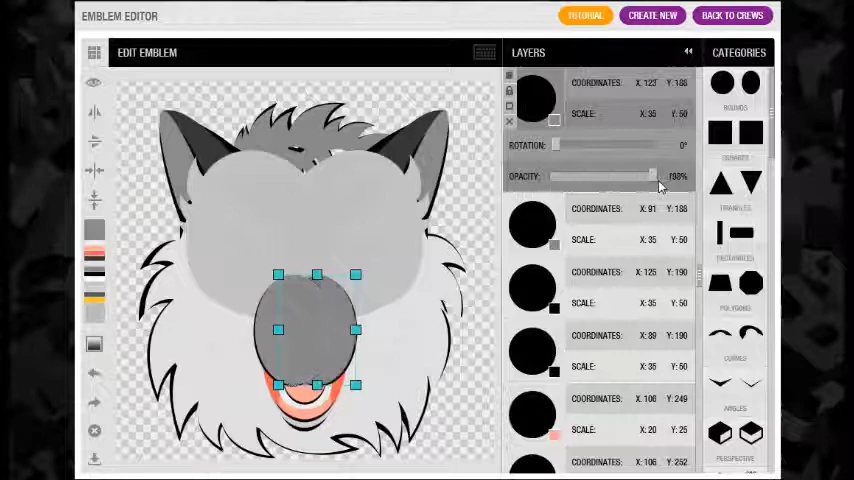 EMBLEM EDITOR
TUTORIAL
CREATE NEW
BACK TO CREWS
EDIT EMBLEM
LAYERS
CATEGORIES
COORDINATES: X: 123 Y: 188
SCALE: X: 35 Y: 50
ROTATION: 0°
OPACITY:
COORDINATES: X: 91 Y: 188
SCALE: X: 35 Y: 50
COORDINATES: X: 125 Y: 190
SCALE: X: 35 Y: 50
COORDINATES: X: 89 Y: 190
SCALE: X: 35 Y: 50
COORDINATES: X: 106 Y: 249
SCALE: X: 20 Y: 25
COORDINATES: X: 106 Y: 252
ROUNDS
SQUARES
TRIANGLES
RECTANGLES
POLYGONS
CURVES
ANGLES
PERSPECTIVE